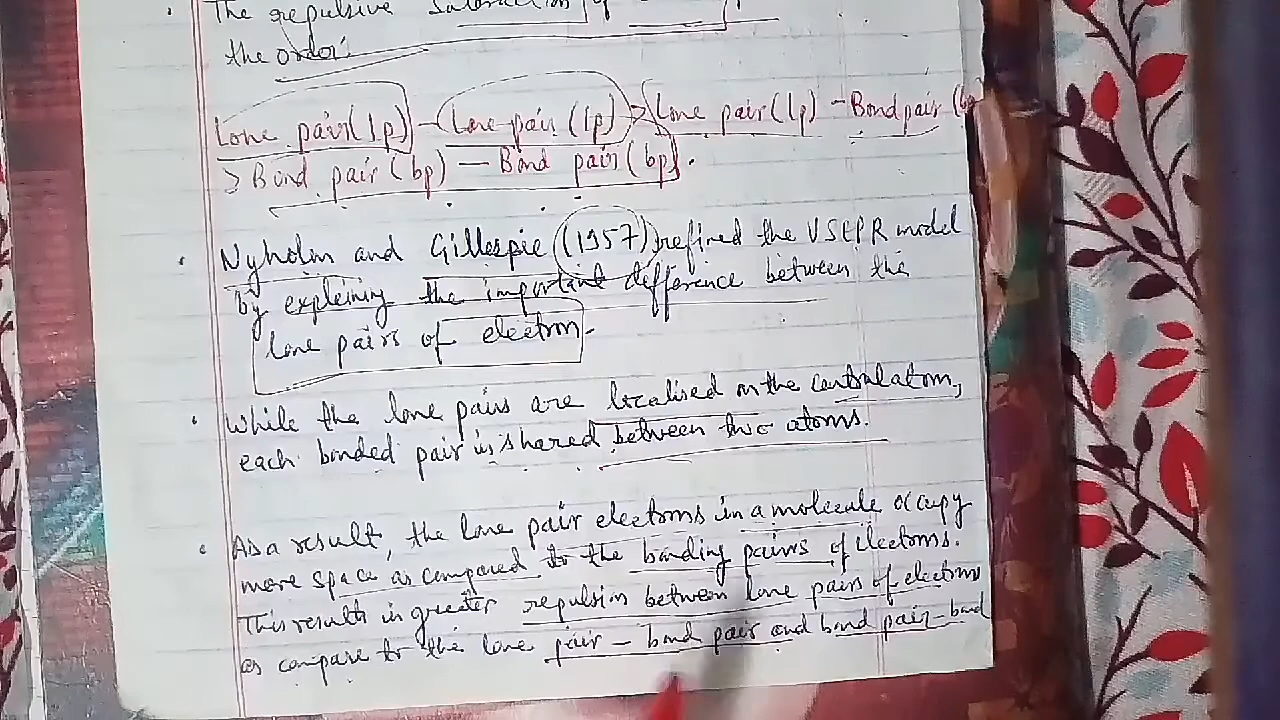 The repulsive interaction of
the order:
Lone pair (lp) - Lone pair (lp) > Lone pair (lp) - Bond pair (bp
> Bond pair (bp) - Bond pair (bp).
Nyholm and Gillespie (1957) refined the VSEPR model
by explaining the important difference between the
lone pairs of electron.
While the lone pairs are localised on the central atom,
each bonded pair is shared between two atoms.
As a result, the lone pair electrons in a molecule occupy
more space as compared to the bonding pairs of electrons.
This result in greater repulsion between lone pairs of electrons
as compare to the lone pair - bond pair and bond pair - bond